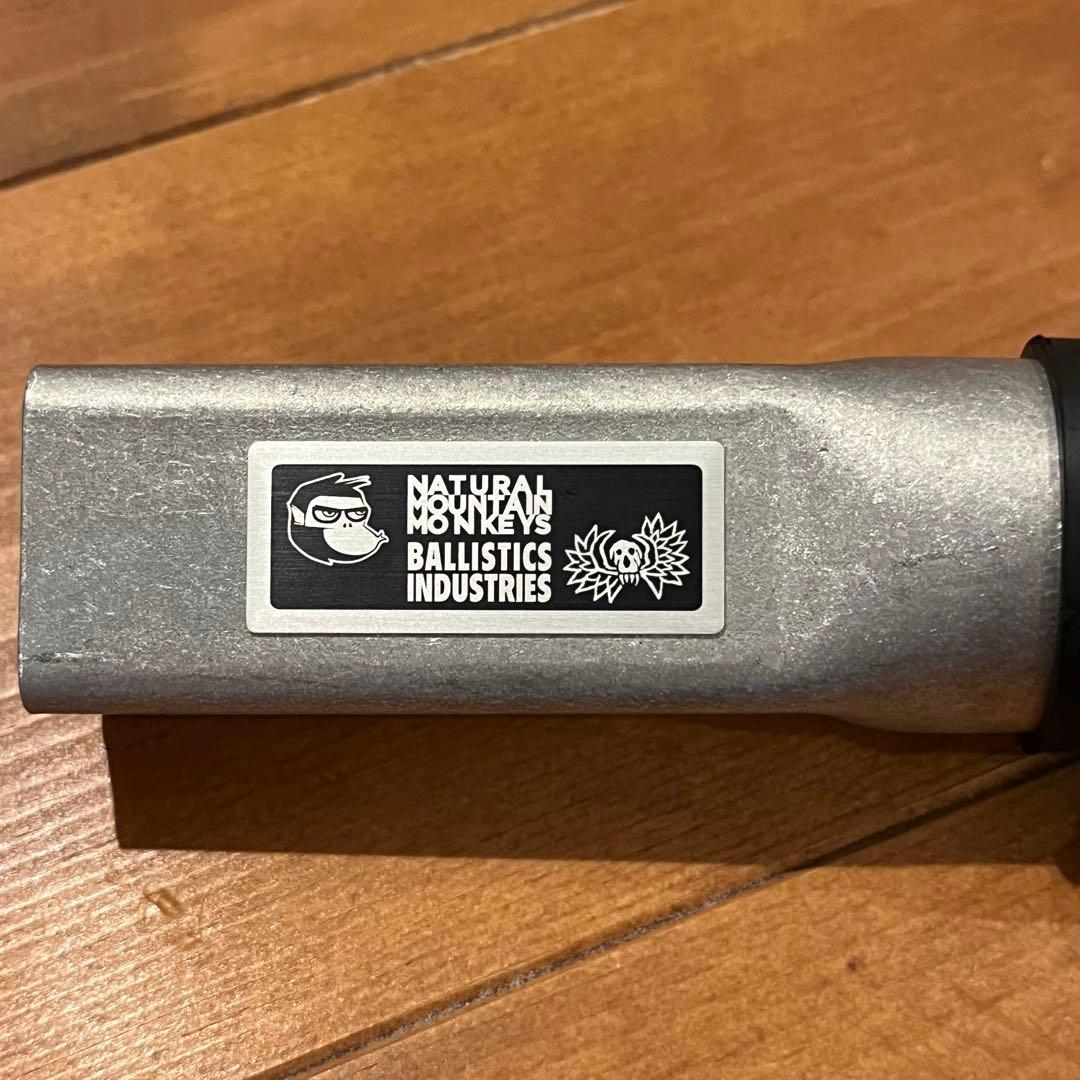 NATURAL
MOUNTAIN
MONKEYS
BALLISTICS
INDUSTRIES